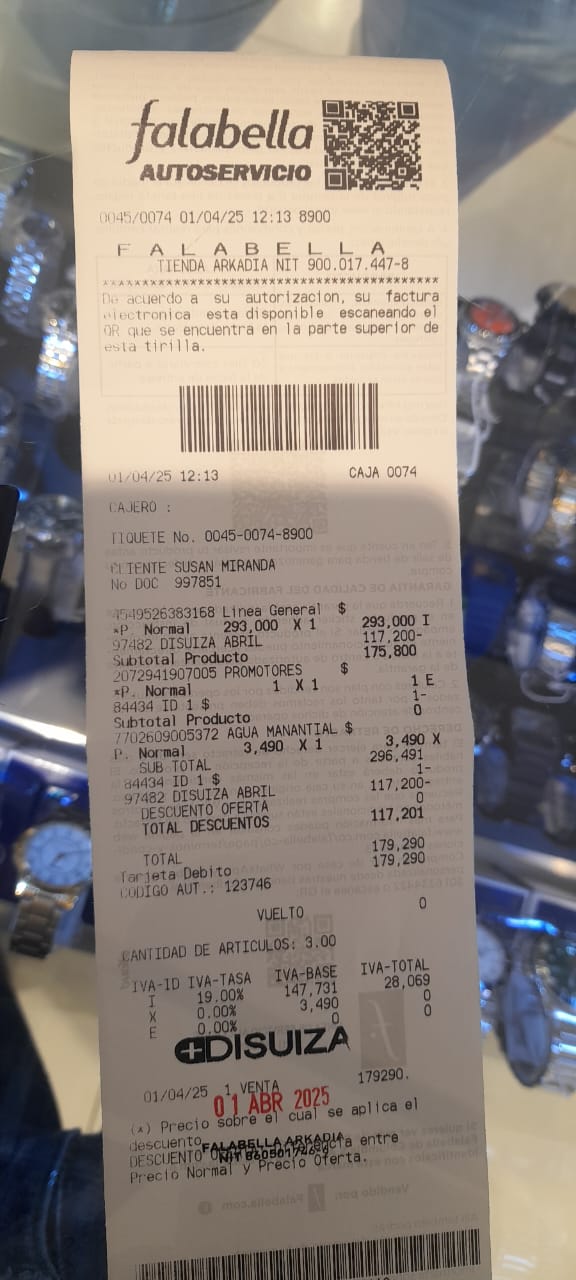 falabella
AUTOSERVICIO
0045/0074 01/04/25 12:13 8900
F A L A B E L L A
TIENDA ARKADIA NIT 900.017.447-8
****************************************
De acuerdo a su autorizacion, su factura
electronica esta disponible escaneando el
QR que se encuentra en la parte superior de
esta tirilla.
01/04/25 12:13 CAJA 0074
CAJERO :
TIQUETE No. 0045-0074-8900
CLIENTE SUSAN MIRANDA
No DOC 997851
4549526383168 Linea General $
*P. Normal 293,000 X 1 293,000 I
97482 DISUIZA ABRIL 117,200-
Subtotal Producto 175,800
2072941907005 PROMOTORES $
*P. Normal 1 X 1 1 E
84434 ID 1 $ 1-
Subtotal Producto 0
7702609005372 AGUA MANANTIAL $
P. Normal 3,490 X 1 3,490 X
SUB TOTAL 296,491
84434 ID 1 $ 1-
97482 DISUIZA ABRIL 117,200-
DESCUENTO OFERTA 0
TOTAL DESCUENTOS 117,201
TOTAL 179,290
Tarjeta Debito 179,290
CODIGO AUT.: 123746
VUELTO 0
CANTIDAD DE ARTICULOS: 3.00
IVA-ID IVA-TASA IVA-BASE IVA-TOTAL
I 19.00% 147,731 28,069
X 0.00% 3,490 0
E 0.00% 0 0
DISUIZA
01/04/25 1 VENTA 179290.
01 ABR 2025
(*) Precio sobre el cual se aplica el
descuento
FALABELLA ARKADIA
DESCUENTO entre
NIT 860501746-9
Precio Normal y Precio Oferta.